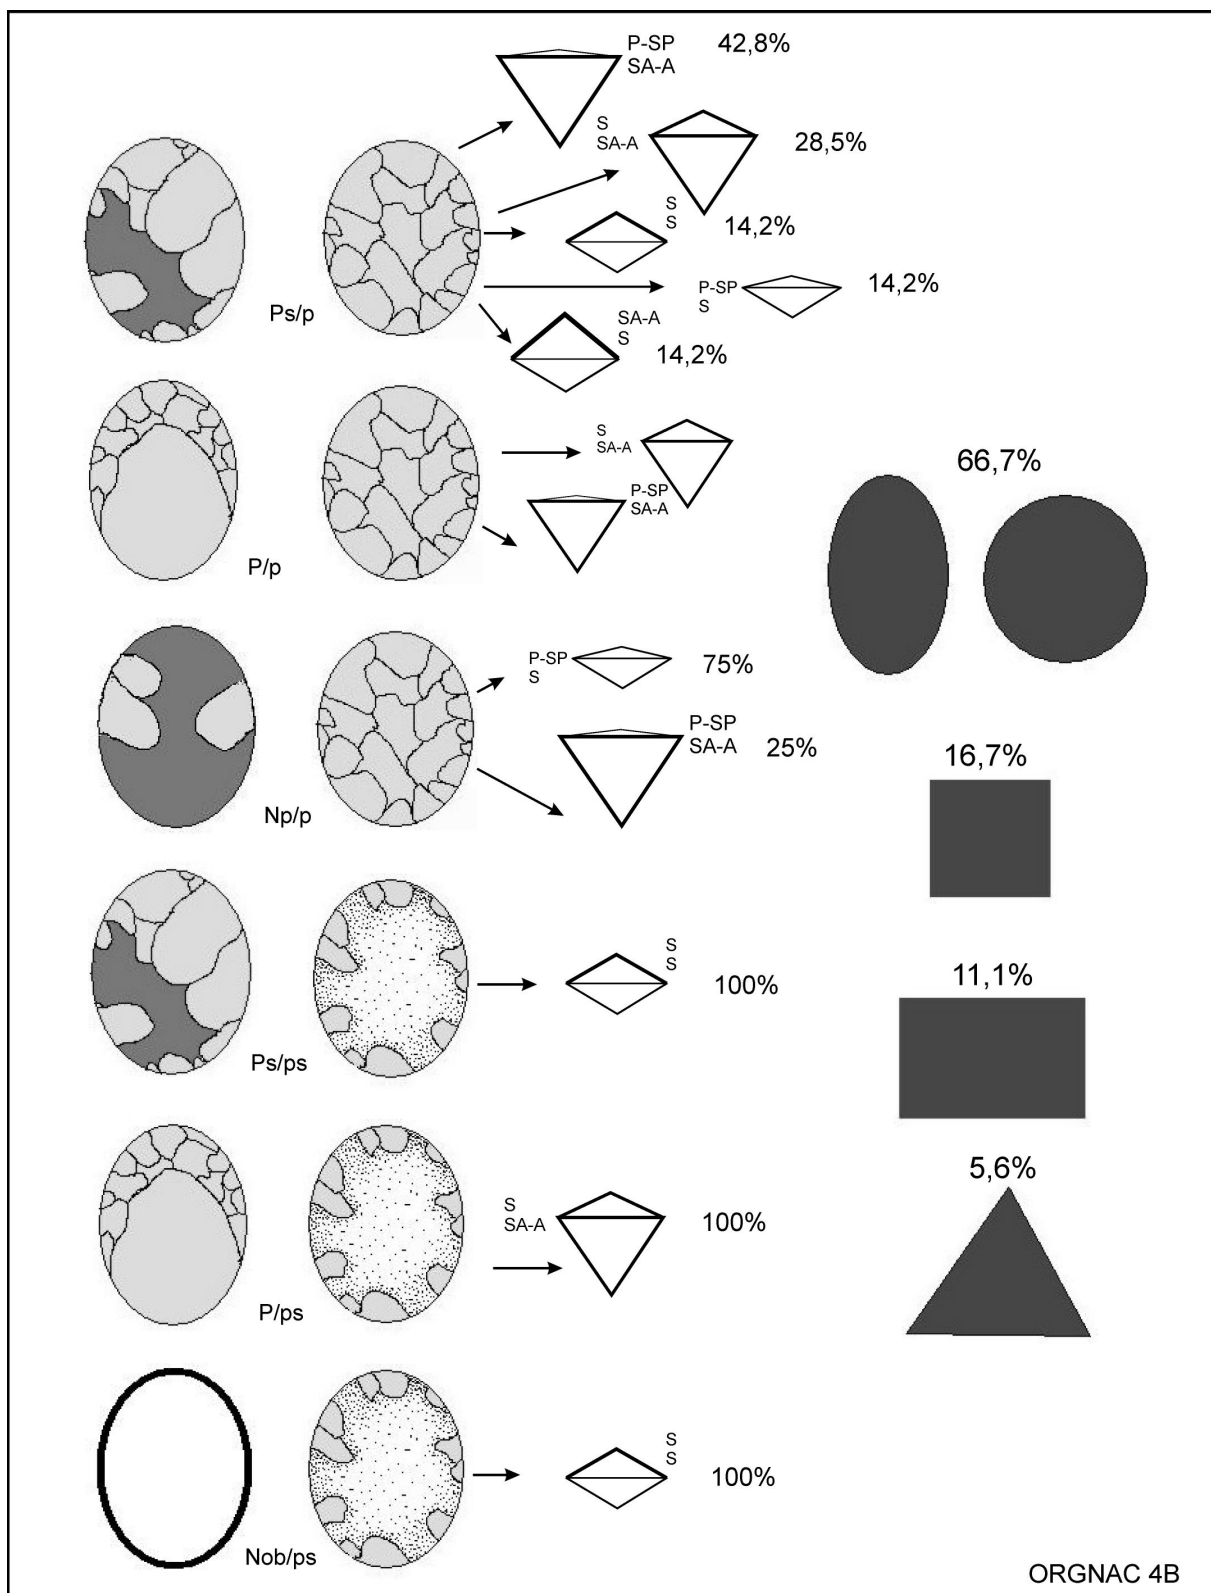 P-SP
SA-A
42,8%
S
SA-A
28,5%
S
S
14,2%
Ps/p
P-SP
S
14,2%
SA-A
S
14,2%
S
SA-A
P-SP
SA-A
P/p
66,7%
P-SP
S
75%
P-SP
SA-A
25%
Np/p
16,7%
S
S
100%
Ps/ps
11,1%
S
SA-A
100%
P/ps
5,6%
S
S
100%
Nob/ps
ORGNAC 4B